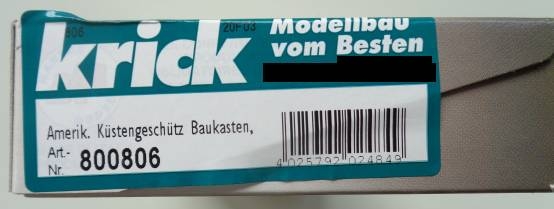 806 20F03
krick Modellbau
vom Besten
Amerik. Küstengeschütz Baukasten,
Art.-
Nr. 800806
4 025792 024849